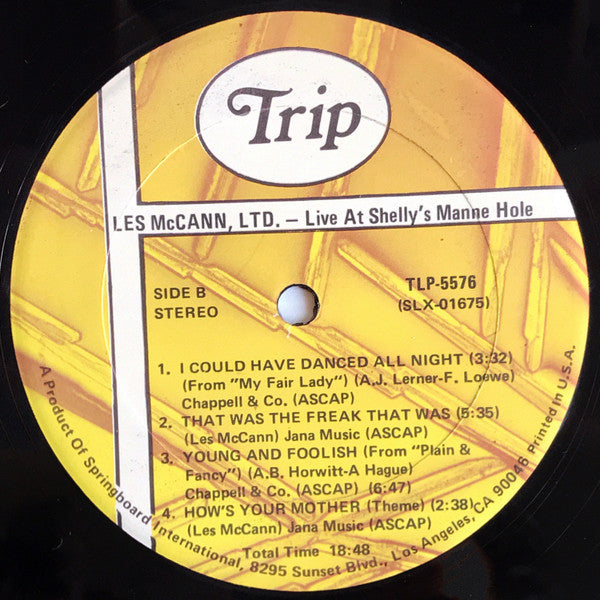 Trip
LES McCANN, LTD. – Live At Shelly's Manne Hole
SIDE B
STEREO
TLP-5576
(SLX-01675)
1. I COULD HAVE DANCED ALL NIGHT (3:32)
(From "My Fair Lady") (A.J. Lerner-F. Loewe)
Chappell & Co. (ASCAP)
2. THAT WAS THE FREAK THAT WAS (5:35)
(Les McCann) Jana Music (ASCAP)
3. YOUNG AND FOOLISH (From "Plain &
Fancy") (A.B. Horwitt-A Hague)
Chappell & Co. (ASCAP) (6:47)
4. HOW'S YOUR MOTHER (Theme) (2:38)
(Les McCann) Jana Music (ASCAP)
Total Time 18:48
A Product Of Springboard International, 8295 Sunset Blvd., Los Angeles, CA 90046 Printed In U.S.A.